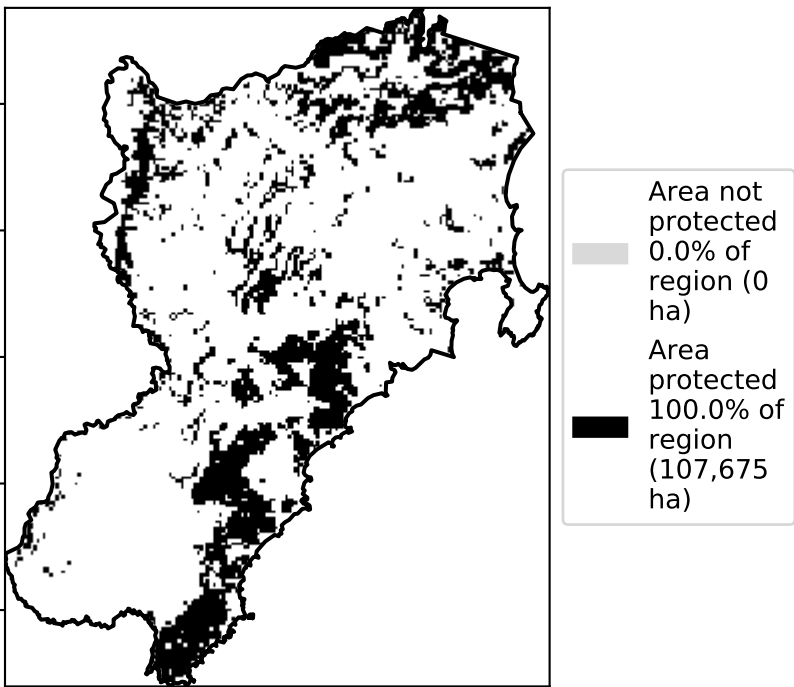 Area not
protected
0.0% of
region (0
ha)
Area
protected
100.0% of
region
(107,675
ha)